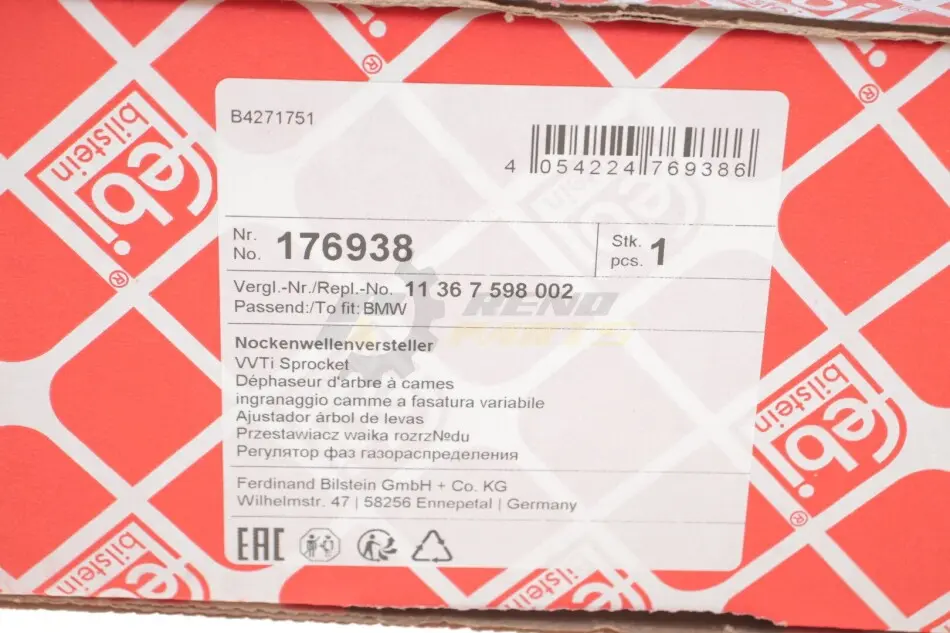 B4271751
4 054224 769386
Nr.
No. 176938
Stk.
pcs. 1
Vergl.-Nr./Repl.-No. 11 36 7 598 002
Passend:/To fit: BMW
RENO
PARTS
Nockenwellenversteller
VVTi Sprocket
Déphaseur d'arbre à cames
ingranaggio camme a fasatura variabile
Ajustador árbol de levas
Przestawiacz waika rozrz№du
Регулятор фаз газораспределения
Ferdinand Bilstein GmbH + Co. KG
Wilhelmstr. 47 | 58256 Ennepetal | Germany
EAC
febi
bilstein
febi
bilstein
febi
bilstein
febi